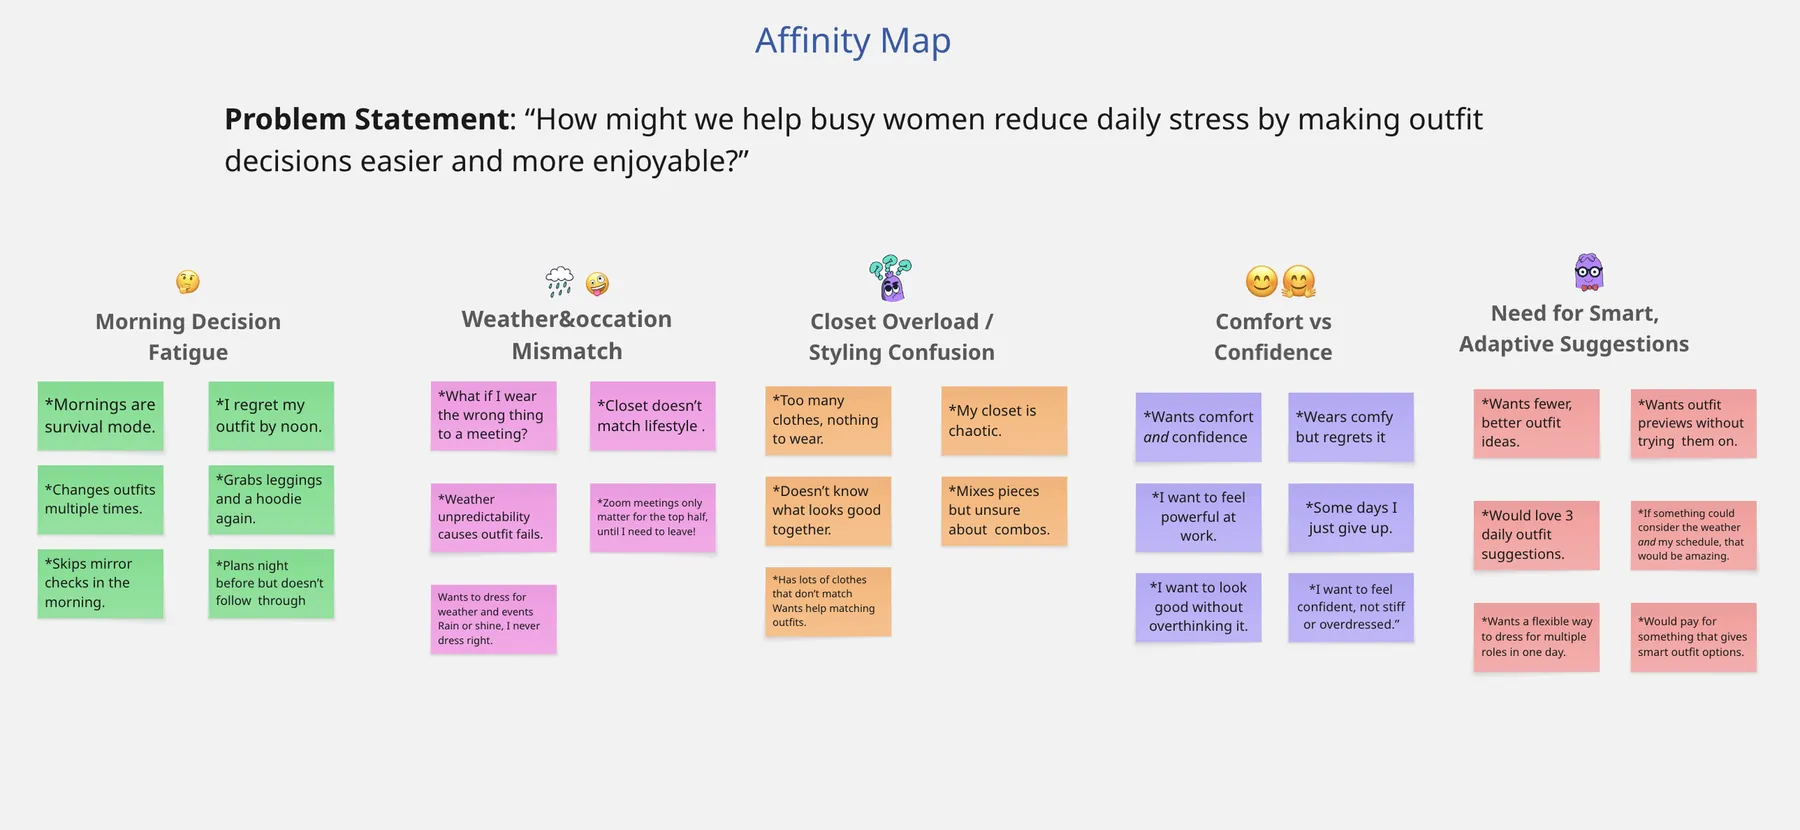 Affinity Map
Problem Statement: “How might we help busy women reduce daily stress by making outfit
decisions easier and more enjoyable?”
Morning Decision
Fatigue
*Mornings are
survival mode.
*I regret my
outfit by noon.
*Changes outfits
multiple times.
*Grabs leggings
and a hoodie
again.
*Skips mirror
checks in the
morning.
*Plans night
before but doesn’t
follow through
Weather&occation
Mismatch
*What if I wear
the wrong thing
to a meeting?
*Closet doesn’t
match lifestyle .
*Weather
unpredictability
causes outfit fails.
*Zoom meetings only
matter for the top half,
until I need to leave!
Wants to dress for
weather and events
Rain or shine, I never
dress right.
Closet Overload /
Styling Confusion
*Too many
clothes, nothing
to wear.
*My closet is
chaotic.
*Doesn’t know
what looks good
together.
*Mixes pieces
but unsure
about combos.
*Has lots of clothes
that don’t match
Wants help matching
outfits.
Comfort vs
Confidence
*Wants comfort
and confidence
*Wears comfy
but regrets it
*I want to feel
powerful at
work.
*Some days I
just give up.
*I want to look
good without
overthinking it.
*I want to feel
confident, not stiff
or overdressed.”
Need for Smart,
Adaptive Suggestions
*Wants fewer,
better outfit
ideas.
*Wants outfit
previews without
trying them on.
*Would love 3
daily outfit
suggestions.
*If something could
consider the weather
and my schedule, that
would be amazing.
*Wants a flexible way
to dress for multiple
roles in one day.
*Would pay for
something that gives
smart outfit options.